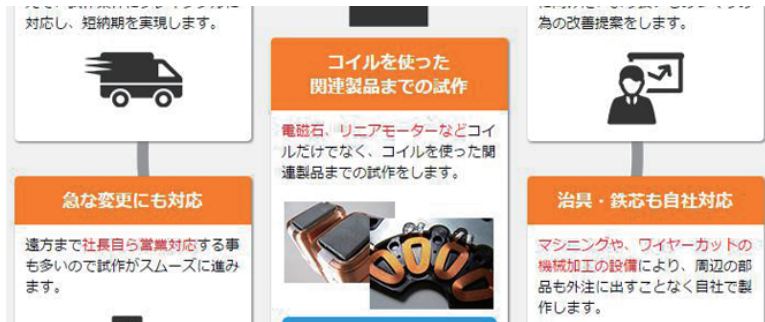 対応し、短納期を実現します。
急な変更にも対応
遠方まで社長自ら営業対応する事
も多いので試作がスムーズに進み
ます。
コイルを使った
関連製品までの試作
電磁石、リニアモーターなどコイ
ルだけでなく、コイルを使った関
連製品までの試作をします。
為の改善提案をします。
治具・鉄芯も自社対応
マシニングや、ワイヤーカットの
機械加工の設備により、周辺の部
品も外注に出すことなく自社で製
作します。